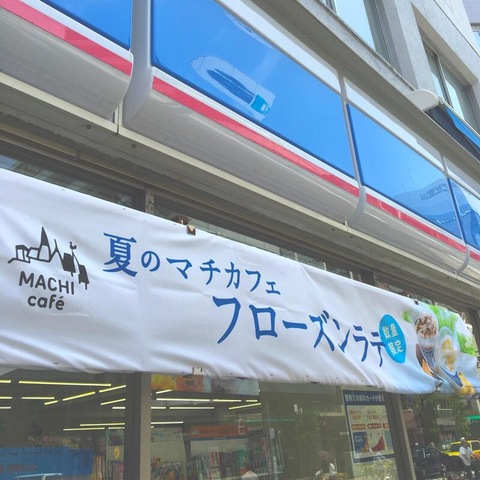 MACHI
café
夏のマチカフェ
フローズンラテ
数量
限定